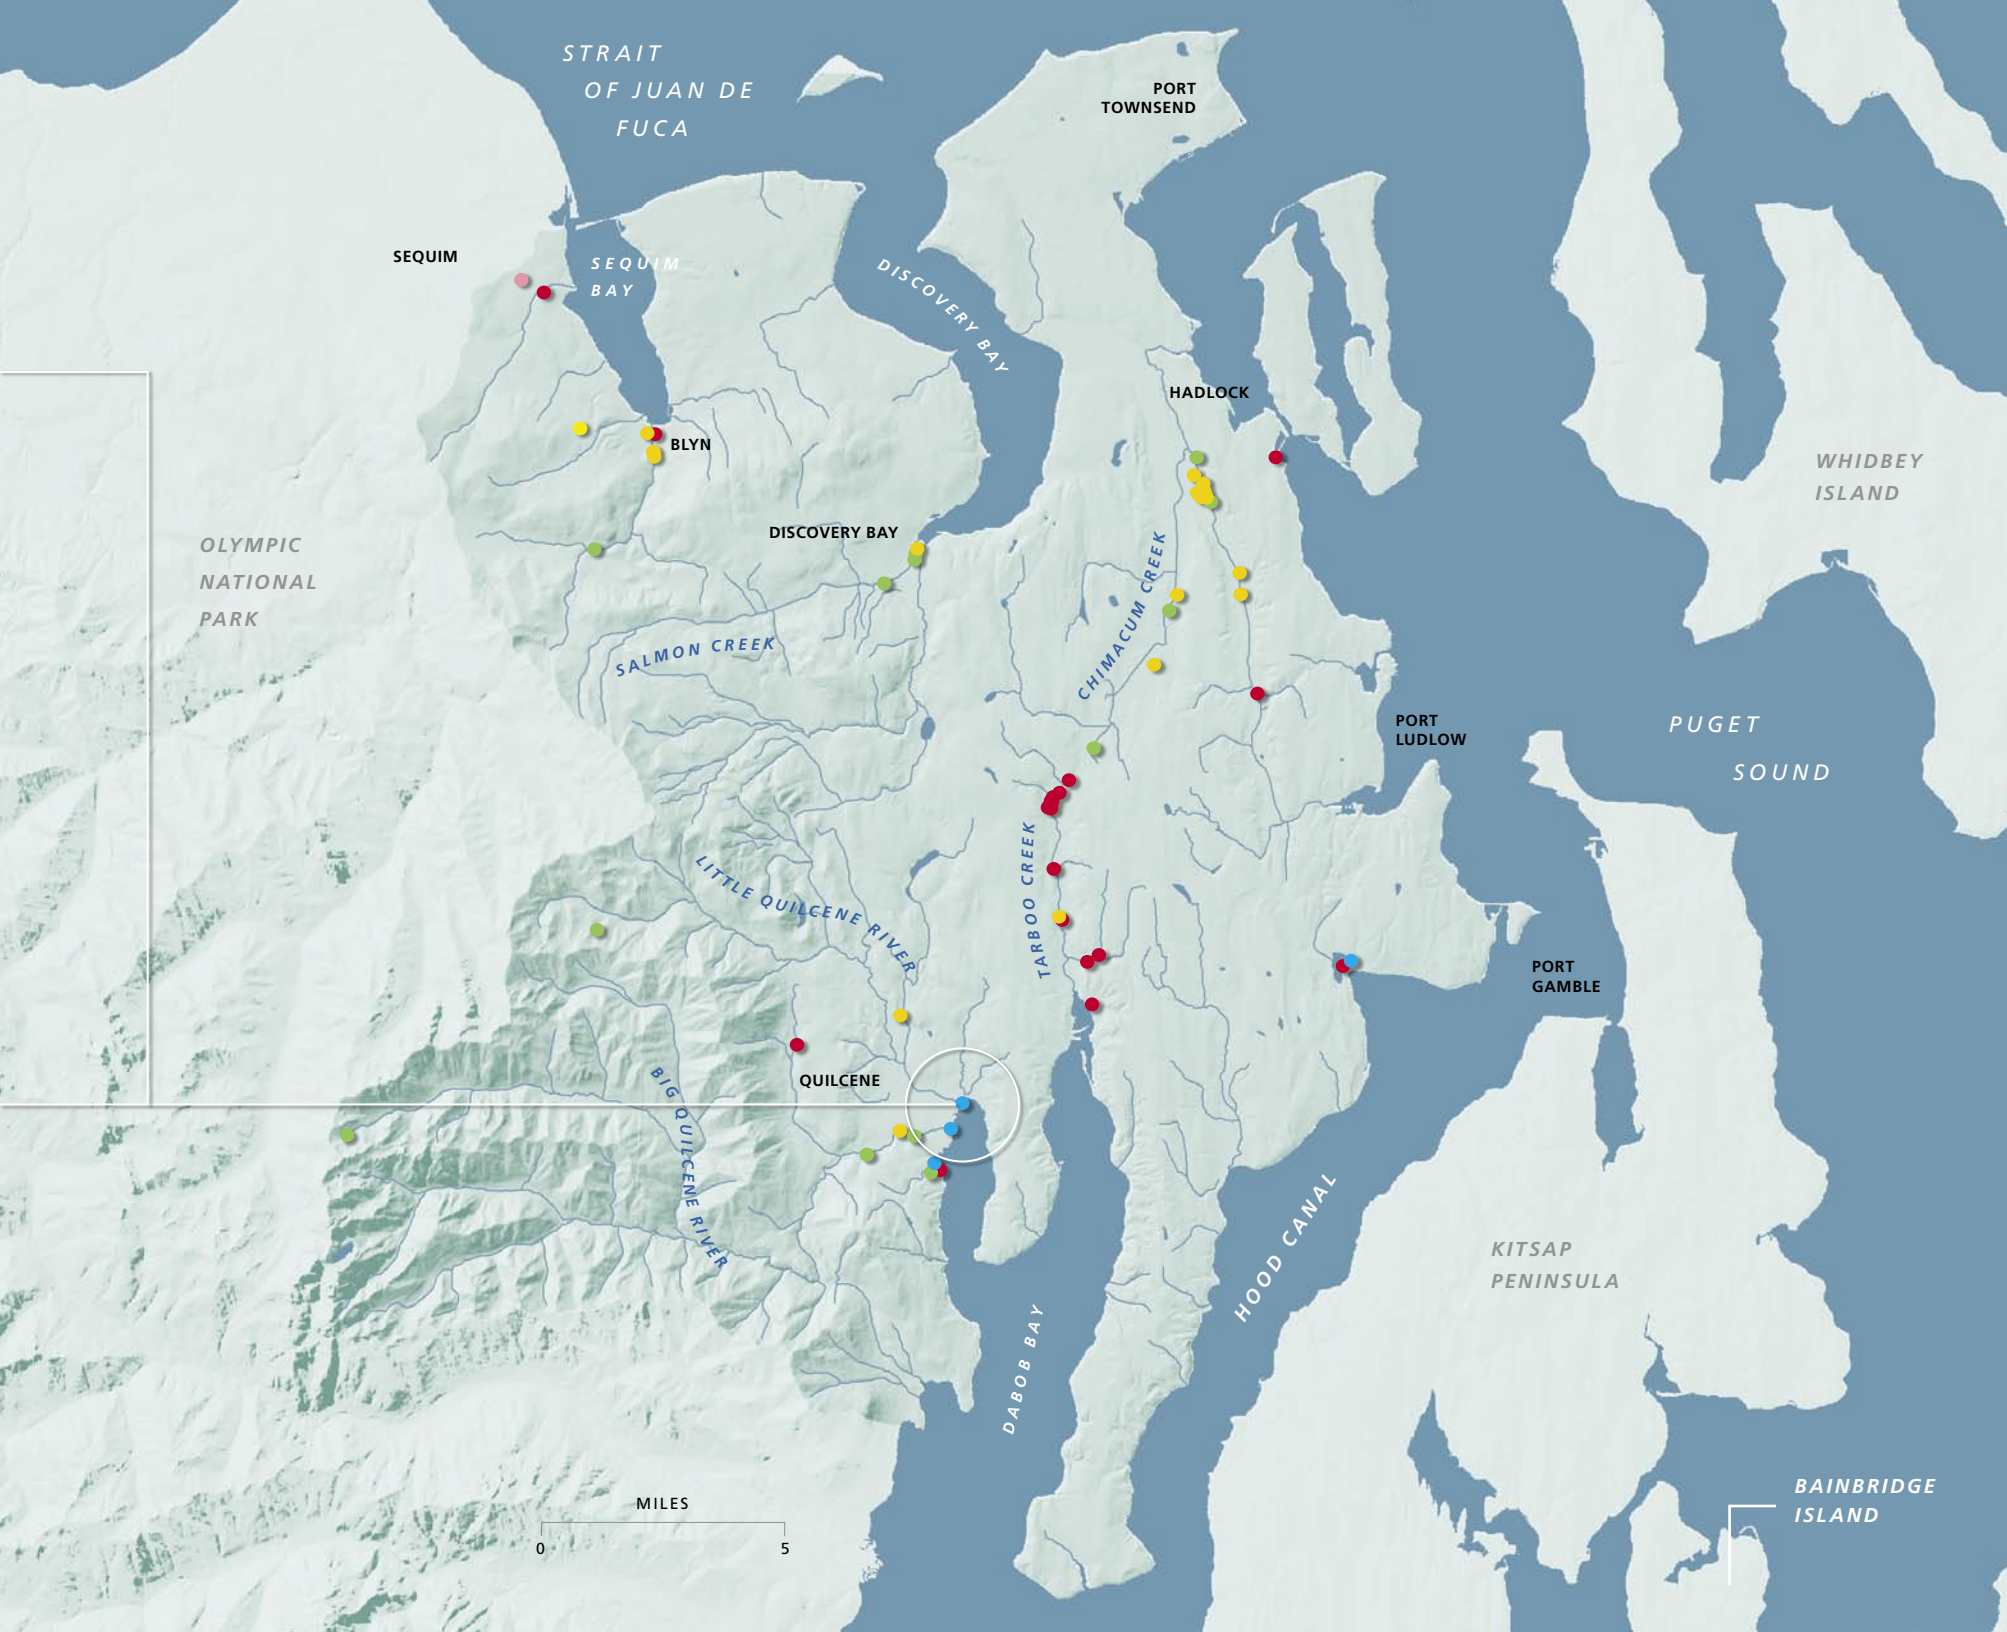 STRAIT
OF JUAN DE
FUCA
PORT
TOWNSEND
SEQUIM
SEQUIM
BAY
DISCOVERY BAY
HADLOCK
BLYN
WHIDBEY
ISLAND
OLYMPIC
NATIONAL
PARK
DISCOVERY BAY
CHIMACUM CREEK
SALMON CREEK
PORT
LUDLOW
PUGET
SOUND
TARBOO CREEK
LITTLE QUILCENE RIVER
PORT
GAMBLE
QUILCENE
BIG QUILCENE RIVER
HOOD CANAL
KITSAP
PENINSULA
DABOB BAY
BAINBRIDGE
ISLAND
MILES
0 5